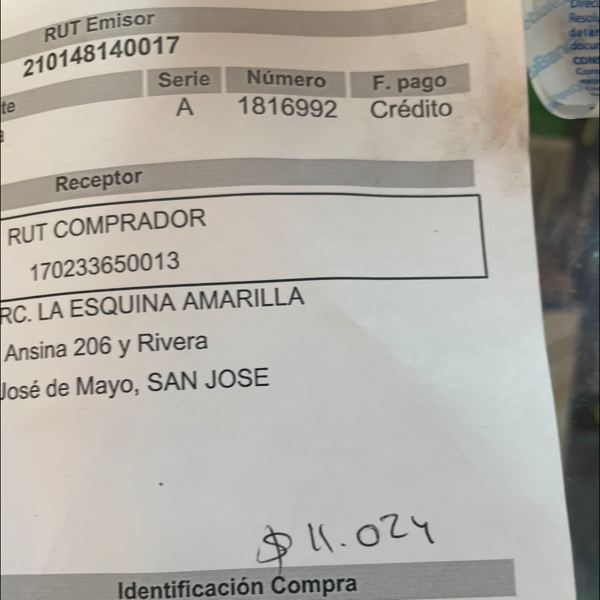 RUT Emisor
210148140017
te Serie Número F. pago
A 1816992 Crédito
Receptor
RUT COMPRADOR
170233650013
RC. LA ESQUINA AMARILLA
Ansina 206 y Rivera
José de Mayo, SAN JOSE
$ 11.024
Identificación Compra